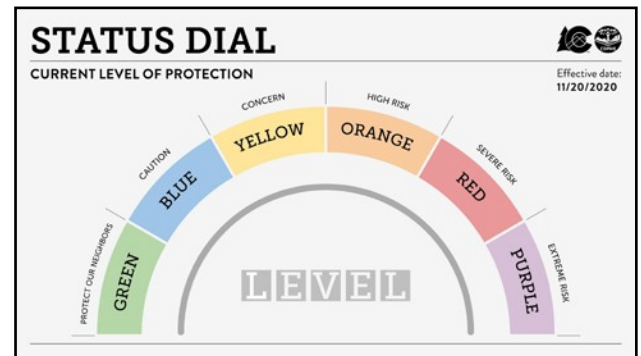 STATUS DIAL
CURRENT LEVEL OF PROTECTION
Effective date:
11/20/2020
PROTECT OUR NEIGHBORS
GREEN
CAUTION
BLUE
CONCERN
YELLOW
HIGH RISK
ORANGE
SEVERE RISK
RED
EXTREME RISK
PURPLE
LEVEL